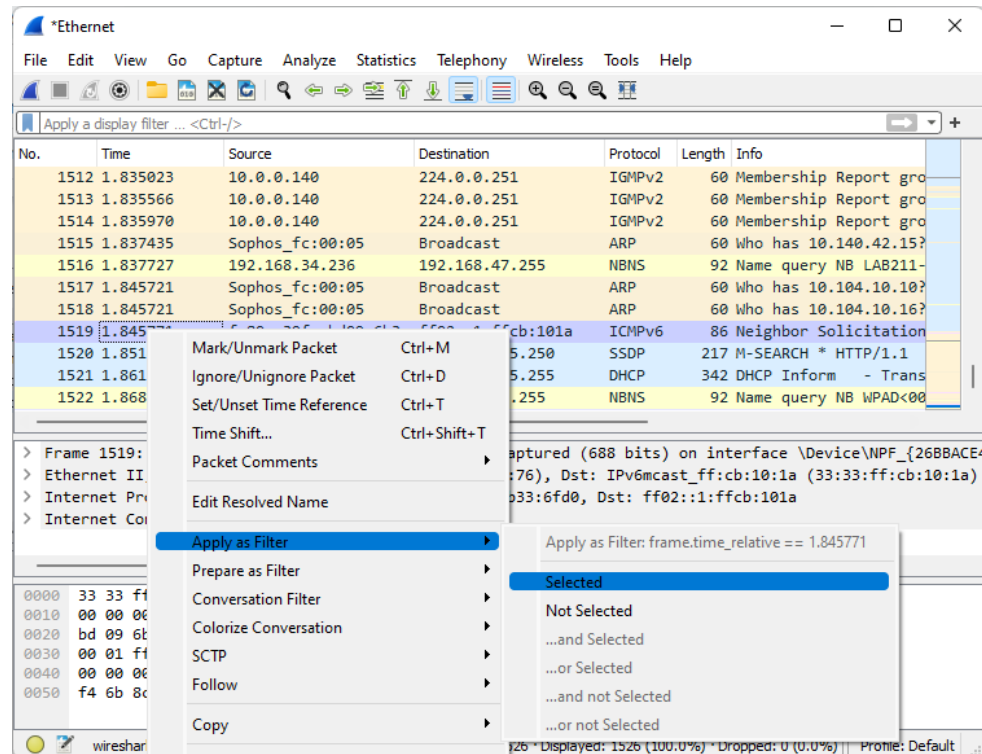 *Ethernet
File Edit View Go Capture Analyze Statistics Telephony Wireless Tools Help
Apply a display filter ... <Ctrl-/>
No. Time Source Destination Protocol Length Info
1512 1.835023 10.0.0.140 224.0.0.251 IGMPv2 60 Membership Report gro
1513 1.835566 10.0.0.140 224.0.0.251 IGMPv2 60 Membership Report gro
1514 1.835970 10.0.0.140 224.0.0.251 IGMPv2 60 Membership Report gro
1515 1.837435 Sophos_fc:00:05 Broadcast ARP 60 Who has 10.140.42.15?
1516 1.837727 192.168.34.236 192.168.47.255 NBNS 92 Name query NB LAB211-
1517 1.845721 Sophos_fc:00:05 Broadcast ARP 60 Who has 10.104.10.10?
1518 1.845721 Sophos_fc:00:05 Broadcast ARP 60 Who has 10.104.10.16?
1519 1.845771 ICMPv6 86 Neighbor Solicitation
1520 1.851 5.250 SSDP 217 M-SEARCH * HTTP/1.1
1521 1.861 5.255 DHCP 342 DHCP Inform - Trans
1522 1.868 .255 NBNS 92 Name query NB WPAD<00
Mark/Unmark Packet Ctrl+M
Ignore/Unignore Packet Ctrl+D
Set/Unset Time Reference Ctrl+T
Time Shift... Ctrl+Shift+T
Packet Comments
Edit Resolved Name
Apply as Filter
Prepare as Filter
Conversation Filter
Colorize Conversation
SCTP
Follow
Copy
Apply as Filter: frame.time_relative == 1.845771
Selected
Not Selected
...and Selected
...or Selected
...and not Selected
...or not Selected
Frame 1519: aptured (688 bits) on interface \Device\NPF_{26BBACE4
Ethernet II :76), Dst: IPv6mcast_ff:cb:10:1a (33:33:ff:cb:10:1a)
Internet Pr b33:6fd0, Dst: ff02::1:ffcb:101a
Internet Co
0000 33 33 ff
0010 00 00 00
0020 bd 09 6b
0030 00 01 ff
0040 00 00 00
0050 f4 6b 8c
wireshar Displayed: 1526 (100.0%) · Dropped: 0 (0.0%) Profile: Default